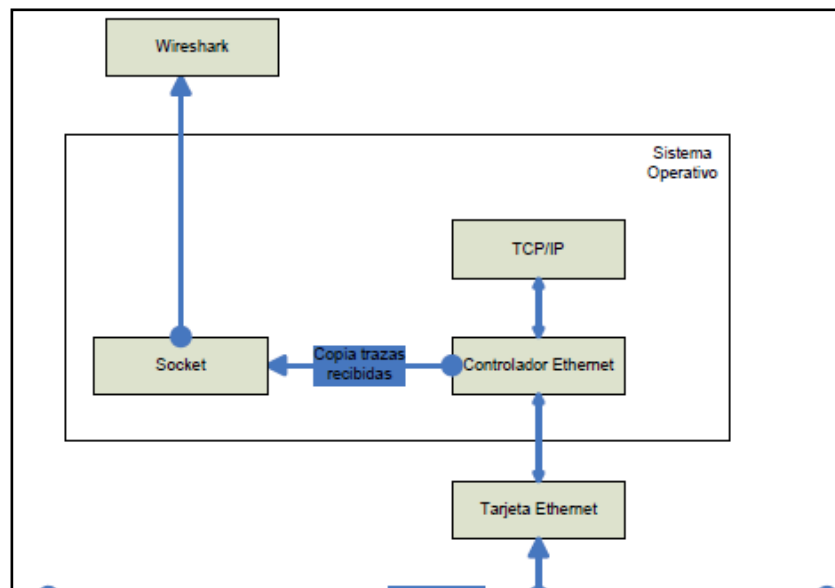 Wireshark
Sistema
Operativo
TCP/IP
Socket
Copia trazas
recibidas
Controlador Ethernet
Tarjeta Ethernet